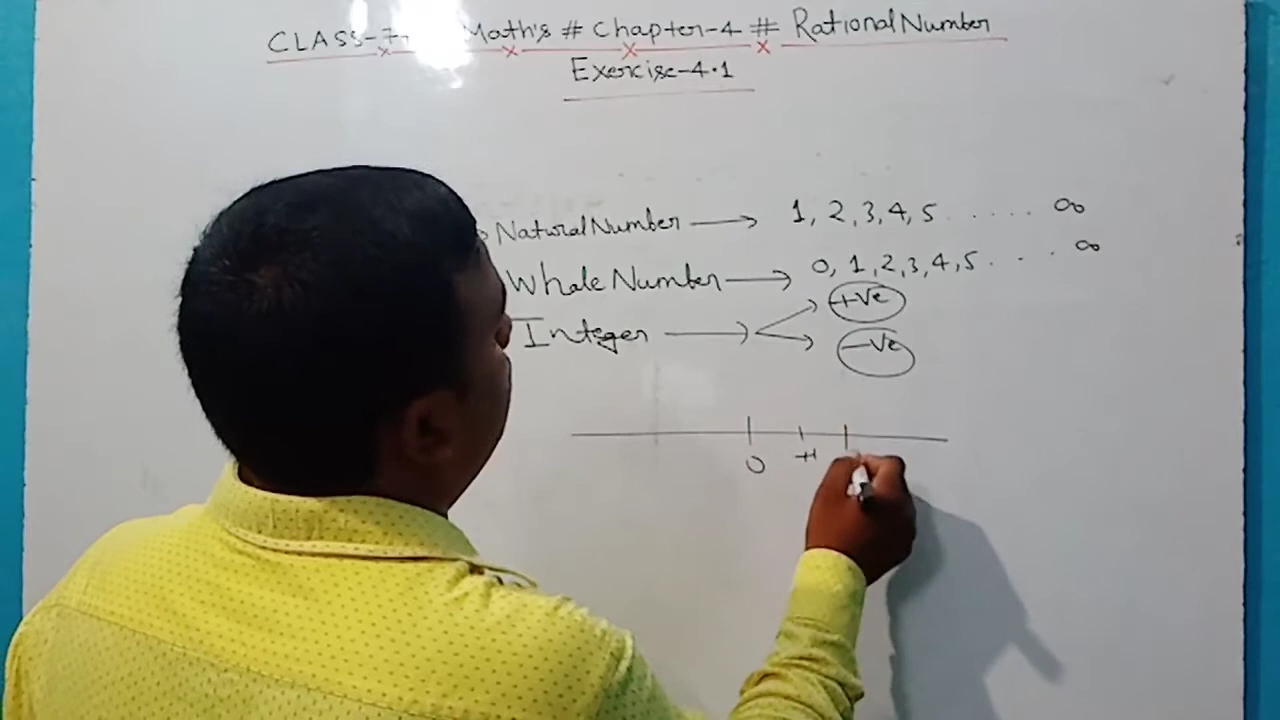 CLASS-7 Math's # Chapter-4 # Rational Number
Exercise-4.1
Natural Number → 1, 2, 3, 4, 5 ...... ∞
Whole Number → 0, 1, 2, 3, 4, 5 .... ∞
Integer → +ve
-ve
0 +1